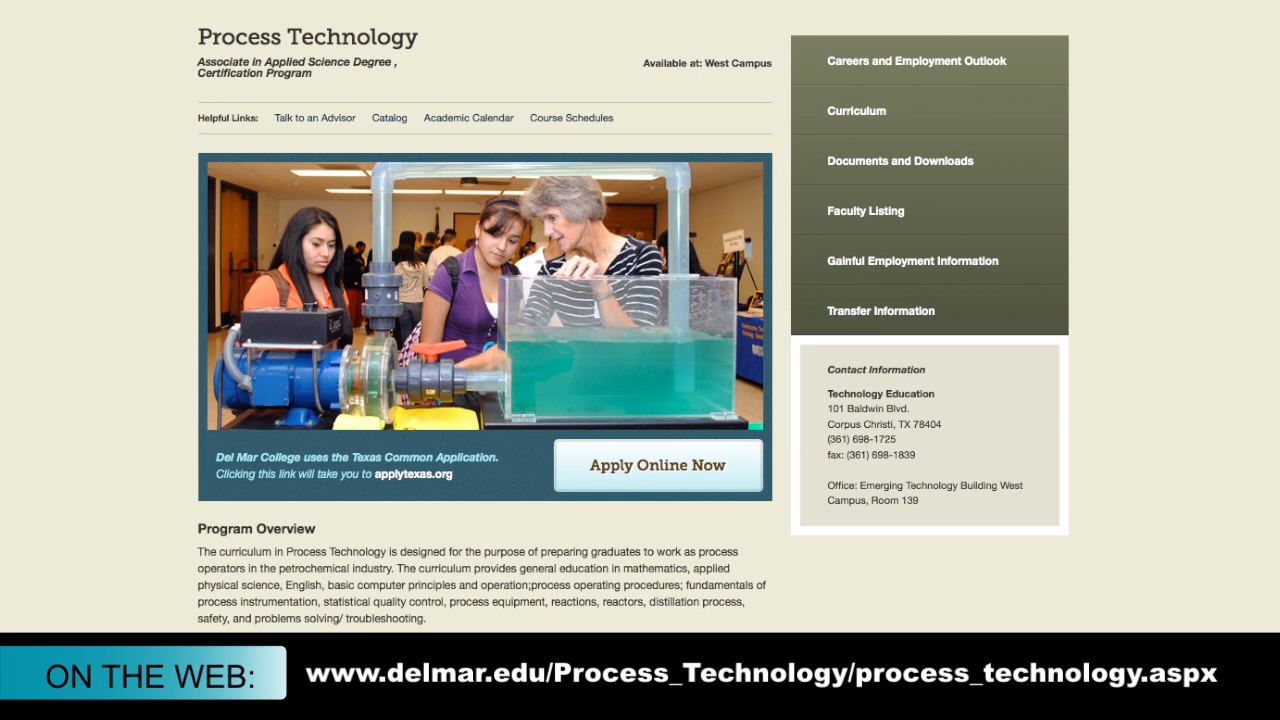 Process Technology
Associate in Applied Science Degree ,
Certification Program
Available at: West Campus
Helpful Links: Talk to an Advisor Catalog Academic Calendar Course Schedules
Del Mar College uses the Texas Common Application.
Clicking this link will take you to applytexas.org
Apply Online Now
Program Overview
The curriculum in Process Technology is designed for the purpose of preparing graduates to work as process
operators in the petrochemical industry. The curriculum provides general education in mathematics, applied
physical science, English, basic computer principles and operation;process operating procedures; fundamentals of
process instrumentation, statistical quality control, process equipment, reactions, reactors, distillation process,
safety, and problems solving/ troubleshooting.
Careers and Employment Outlook
Curriculum
Documents and Downloads
Faculty Listing
Gainful Employment Information
Transfer Information
Contact Information
Technology Education
101 Baldwin Blvd.
Corpus Christi, TX 78404
(361) 698-1725
fax: (361) 698-1839
Office: Emerging Technology Building West
Campus, Room 139
ON THE WEB: www.delmar.edu/Process_Technology/process_technology.aspx